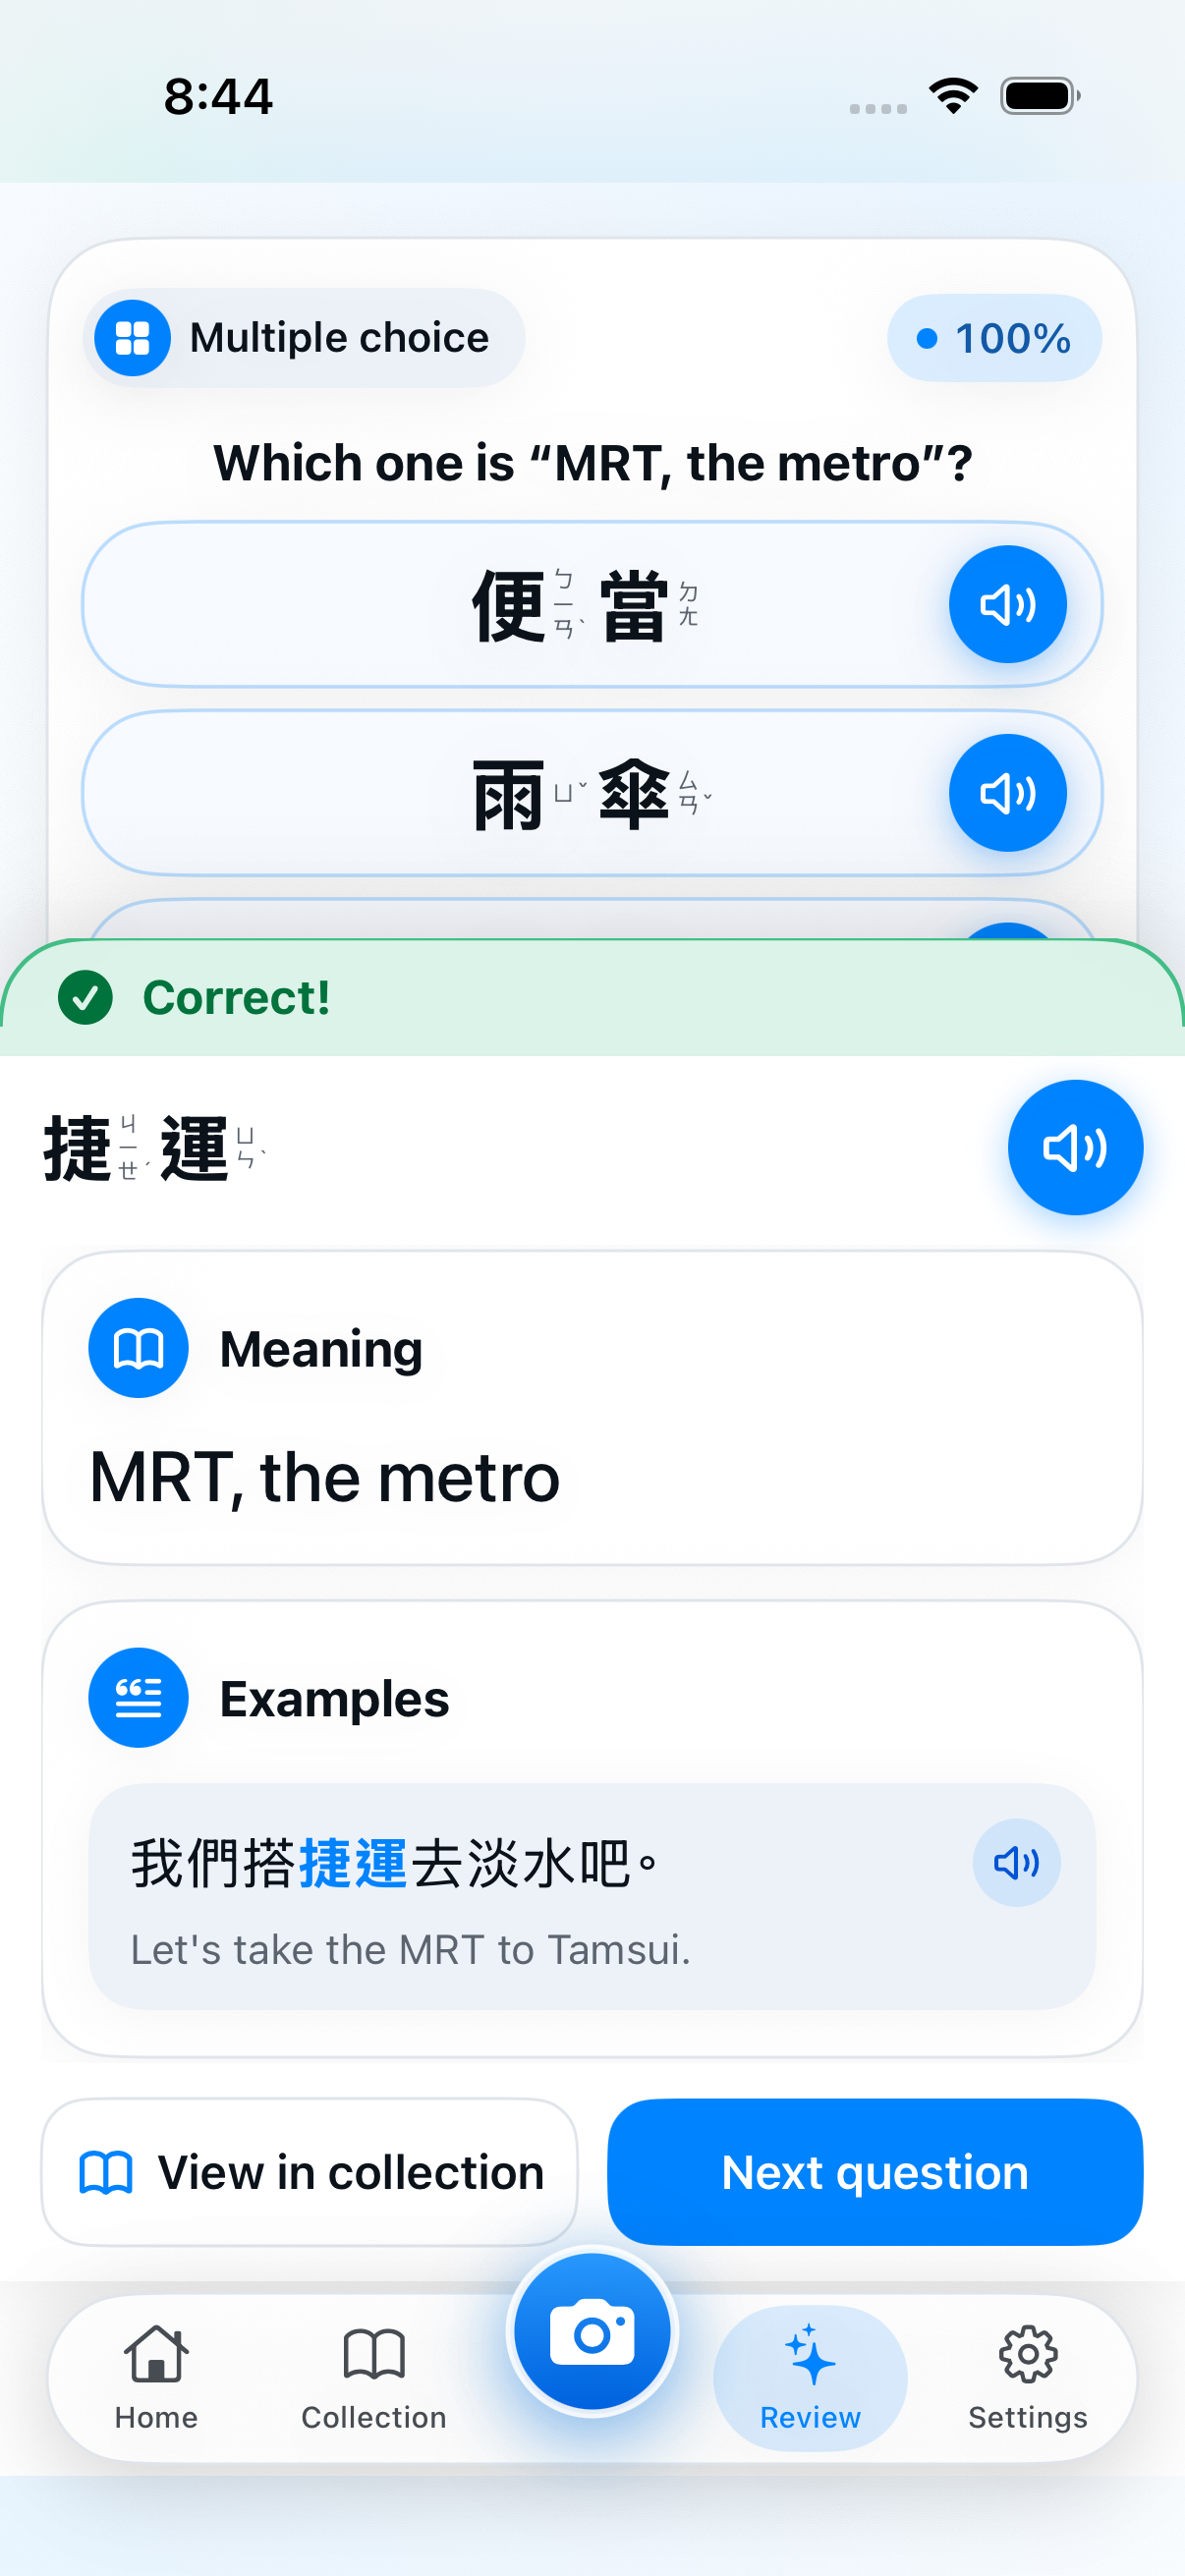 8:44
Multiple choice
100%
Which one is “MRT, the metro”?
便ㄅㄧㄢˋ當ㄉㄤ
雨ㄩˇ傘ㄙㄢˇ
Correct!
捷ㄐㄧㄝˊ運ㄩㄣˋ
Meaning
MRT, the metro
Examples
我們搭捷運去淡水吧。
Let's take the MRT to Tamsui.
View in collection
Next question
Home
Collection
Review
Settings